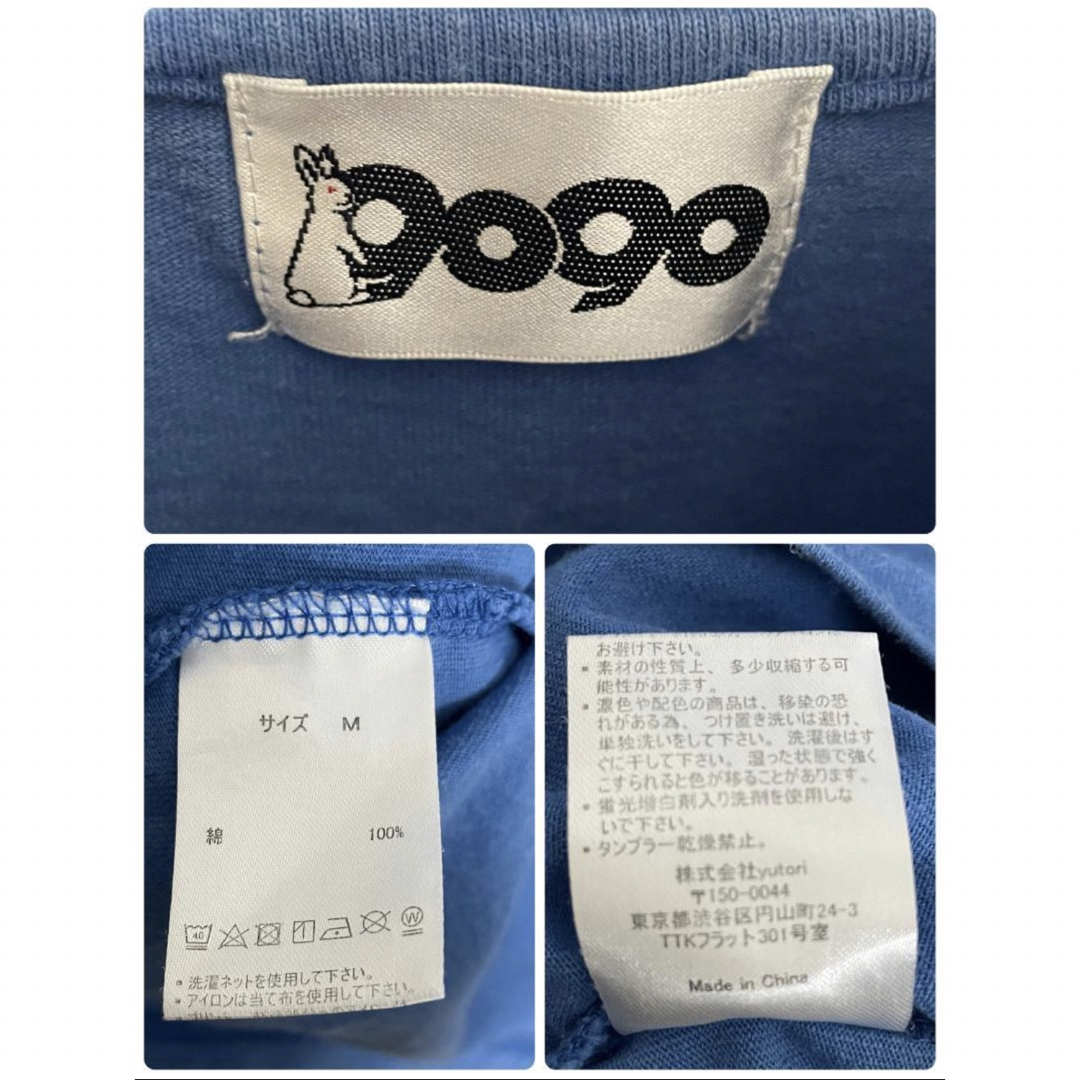 9090
サイズ M
綿 100%
40
W
・洗濯ネットを使用して下さい。
・アイロンは当て布を使用して下さい。
お避け下さい。
・素材の性質上、多少収縮する可
能性があります。
・濃色や配色の商品は、移染の恐
れがある為、つけ置き洗いは避け、
単独洗いをして下さい。洗濯後はす
ぐに干して下さい。湿った状態で強く
こすられると色が移ることがあります。
・蛍光増白剤入り洗剤を使用しな
いで下さい。
・タンブラー乾燥禁止。
株式会社yutori
〒150-0044
東京都渋谷区円山町24-3
TTKフラット301号室
Made in China